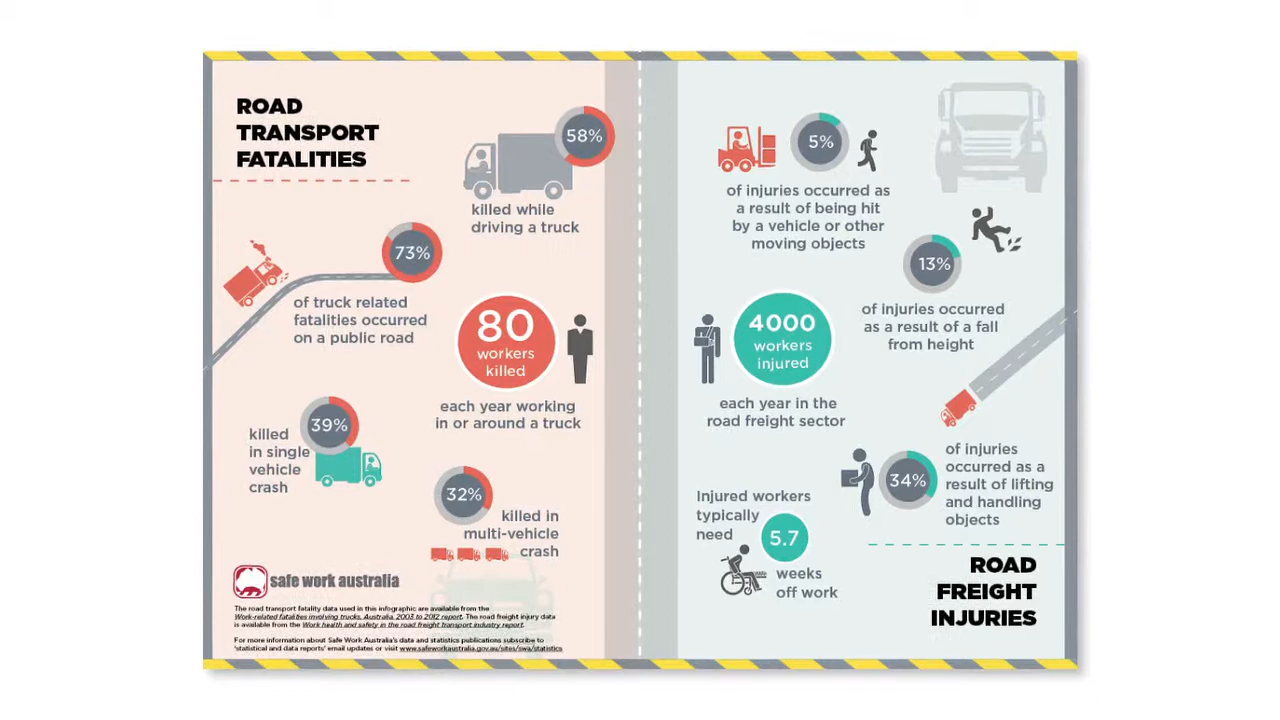 ROAD
TRANSPORT
FATALITIES
58%
killed while
driving a truck
73%
of truck related
fatalities occurred
on a public road
80
workers
killed
each year working
in or around a truck
39%
killed
in single
vehicle
crash
32%
killed in
multi-vehicle
crash
safe work australia
The road transport fatality data used in this infographic are available from the
Work-related fatalities involving trucks, Australia, 2003 to 2012 report. The road freight injury data
is available from the Work health and safety in the road freight transport industry report.
For more information about Safe Work Australia's data and statistics publications subscribe to
'statistical and data reports' email updates or visit www.safeworkaustralia.gov.au/sites/swa/statistics
5%
of injuries occurred as
a result of being hit
by a vehicle or other
moving objects
13%
of injuries occurred
as a result of a fall
from height
4000
workers
injured
each year in the
road freight sector
34%
of injuries
occurred as a
result of lifting
and handling
objects
Injured workers
typically
need
5.7
weeks
off work
ROAD
FREIGHT
INJURIES